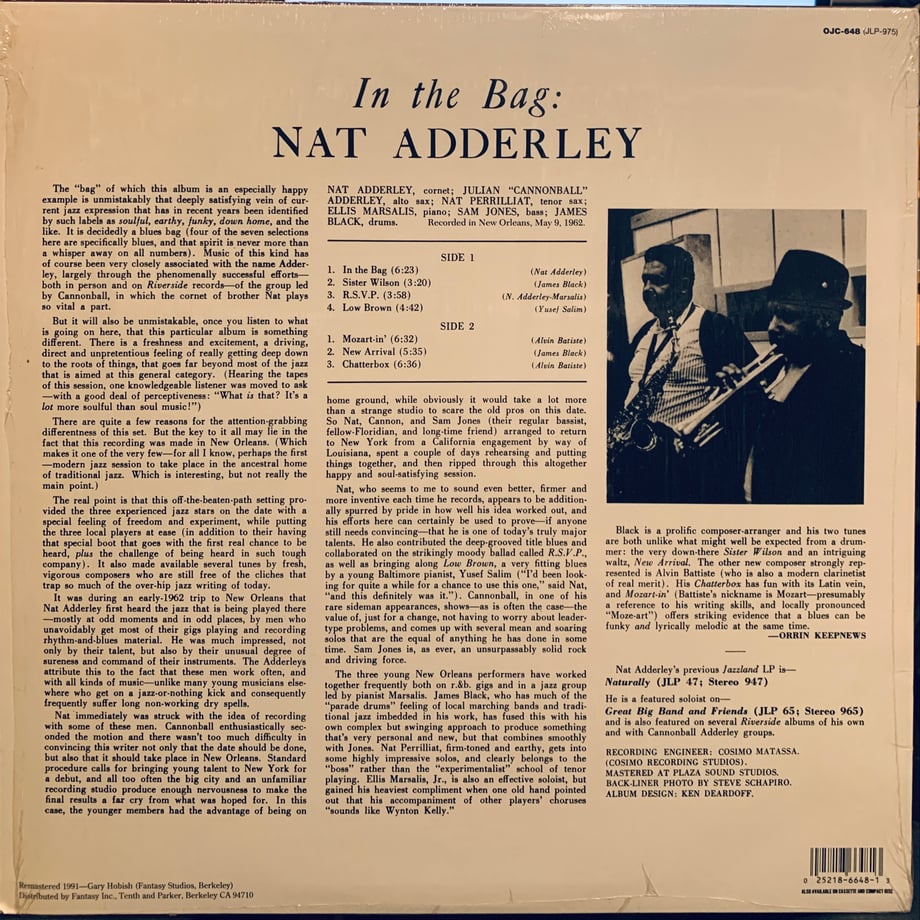 OJC-648 (JLP-975)
In the Bag:
NAT ADDERLEY
The "bag" of which this album is an especially happy
example is unmistakably that deeply satisfying vein of cur-
rent jazz expression that has in recent years been identified
by such labels as soulful, earthy, funky, down home, and the
like. It is decidedly a blues bag (four of the seven selections
here are specifically blues, and that spirit is never more than
a whisper away on all numbers). Music of this kind has
of course been very closely associated with the name Adder-
ley, largely through the phenomenally successful efforts—
both in person and on Riverside records—of the group led
by Cannonball, in which the cornet of brother Nat plays
so vital a part.
But it will also be unmistakable, once you listen to what
is going on here, that this particular album is something
different. There is a freshness and excitement, a driving,
direct and unpretentious feeling of really getting deep down
to the roots of things, that goes far beyond most of the jazz
that is aimed at this general category. (Hearing the tapes
of this session, one knowledgeable listener was moved to ask
—with a good deal of perceptiveness: "What is that? It's a
lot more soulful than soul music!")
There are quite a few reasons for the attention-grabbing
differentness of this set. But the key to it all may lie in the
fact that this recording was made in New Orleans. (Which
makes it one of the very few—for all I know, perhaps the first
—modern jazz session to take place in the ancestral home
of traditional jazz. Which is interesting, but not really the
main point.)
The real point is that this off-the-beaten-path setting pro-
vided the three experienced jazz stars on the date with a
special feeling of freedom and experiment, while putting
the three local players at ease (in addition to their having
that special boot that goes with the first real chance to be
heard, plus the challenge of being heard in such tough
company). It also made available several tunes by fresh,
vigorous composers who are still free of the cliches that
trap so much of the over-hip jazz writing of today.
It was during an early-1962 trip to New Orleans that
Nat Adderley first heard the jazz that is being played there
—mostly at odd moments and in odd places, by men who
unavoidably get most of their gigs playing and recording
rhythm-and-blues material. He was much impressed, not
only by their talent, but also by their unusual degree of
sureness and command of their instruments. The Adderleys
attribute this to the fact that these men work often, and
with all kinds of music—unlike many young musicians else-
where who get on a jazz-or-nothing kick and consequently
frequently suffer long non-working dry spells.
Nat immediately was struck with the idea of recording
with some of these men. Cannonball enthusiastically sec-
onded the motion and there wasn't too much difficulty in
convincing this writer not only that the date should be done,
but also that it should take place in New Orleans. Standard
procedure calls for bringing young talent to New York for
a debut, and all too often the big city and an unfamiliar
recording studio produce enough nervousness to make the
final results a far cry from what was hoped for. In this
case, the younger members had the advantage of being on
NAT ADDERLEY, cornet; JULIAN "CANNONBALL"
ADDERLEY, alto sax; NAT PERRILLIAT, tenor sax;
ELLIS MARSALIS, piano; SAM JONES, bass; JAMES
BLACK, drums. Recorded in New Orleans, May 9, 1962.
SIDE 1
1. In the Bag (6:23) (Nat Adderley)
2. Sister Wilson (3:20) (James Black)
3. R.S.V.P. (3:58) (N. Adderley-Marsalis)
4. Low Brown (4:42) (Yusef Salim)
SIDE 2
1. Mozart-in' (6:32) (Alvin Batiste)
2. New Arrival (5:35) (James Black)
3. Chatterbox (6:36) (Alvin Batiste)
home ground, while obviously it would take a lot more
than a strange studio to scare the old pros on this date.
So Nat, Cannon, and Sam Jones (their regular bassist,
fellow-Floridian, and long-time friend) arranged to return
to New York from a California engagement by way of
Louisiana, spent a couple of days rehearsing and putting
things together, and then ripped through this altogether
happy and soul-satisfying session.
Nat, who seems to me to sound even better, firmer and
more inventive each time he records, appears to be addition-
ally spurred by pride in how well his idea worked out, and
his efforts here can certainly be used to prove—if anyone
still needs convincing—that he is one of today's truly major
talents. He also contributed the deep-grooved title blues and
collaborated on the strikingly moody ballad called R.S.V.P.,
as well as bringing along Low Brown, a very fitting blues
by a young Baltimore pianist, Yusef Salim ("I'd been look-
ing for quite a while for a chance to use this one," said Nat,
"and this definitely was it."). Cannonball, in one of his
rare sideman appearances, shows—as is often the case—the
value of, just for a change, not having to worry about leader-
type problems, and comes up with several mean and soaring
solos that are the equal of anything he has done in some
time. Sam Jones is, as ever, an unsurpassably solid rock
and driving force.
The three young New Orleans performers have worked
together frequently both on r.&b. gigs and in a jazz group
led by pianist Marsalis. James Black, who has much of the
"parade drums" feeling of local marching bands and tradi-
tional jazz imbedded in his work, has fused this with his
own complex but swinging approach to produce something
that's very personal and new, but that combines smoothly
with Jones. Nat Perrilliat, firm-toned and earthy, gets into
some highly impressive solos, and clearly belongs to the
"boss" rather than the "experimentalist" school of tenor
playing. Ellis Marsalis, Jr., is also an effective soloist, but
gained his heaviest compliment when one old hand pointed
out that his accompaniment of other players' choruses
"sounds like Wynton Kelly."
Black is a prolific composer-arranger and his two tunes
are both unlike what might well be expected from a drum-
mer: the very down-there Sister Wilson and an intriguing
waltz, New Arrival. The other new composer strongly rep-
resented is Alvin Battiste (who is also a modern clarinetist
of real merit). His Chatterbox has fun with its Latin vein,
and Mozart-in' (Battiste's nickname is Mozart—presumably
a reference to his writing skills, and locally pronounced
"Moze-art") offers striking evidence that a blues can be
funky and lyrically melodic at the same time.
—ORRIN KEEPNEWS
Nat Adderley's previous Jazzland LP is—
Naturally (JLP 47; Stereo 947)
He is a featured soloist on—
Great Big Band and Friends (JLP 65; Stereo 965)
and is also featured on several Riverside albums of his own
and with Cannonball Adderley groups.
RECORDING ENGINEER: COSIMO MATASSA.
(COSIMO RECORDING STUDIOS).
MASTERED AT PLAZA SOUND STUDIOS.
BACK-LINER PHOTO BY STEVE SCHAPIRO.
ALBUM DESIGN: KEN DEARDOFF.
Remastered 1991—Gary Hobish (Fantasy Studios, Berkeley)
Distributed by Fantasy Inc., Tenth and Parker, Berkeley CA 94710
0 25218-6648-1 3
ALSO AVAILABLE ON CASSETTE AND COMPACT DISC